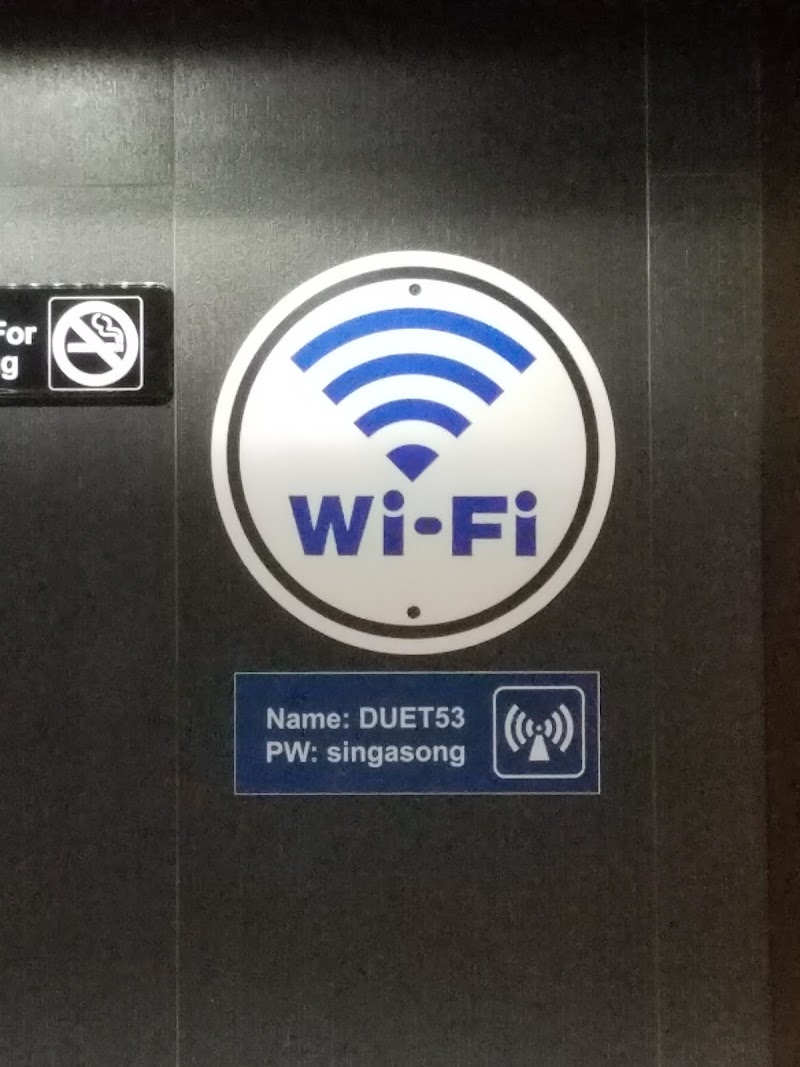 For
g
Wi-Fi
Name: DUET53
PW: singasong